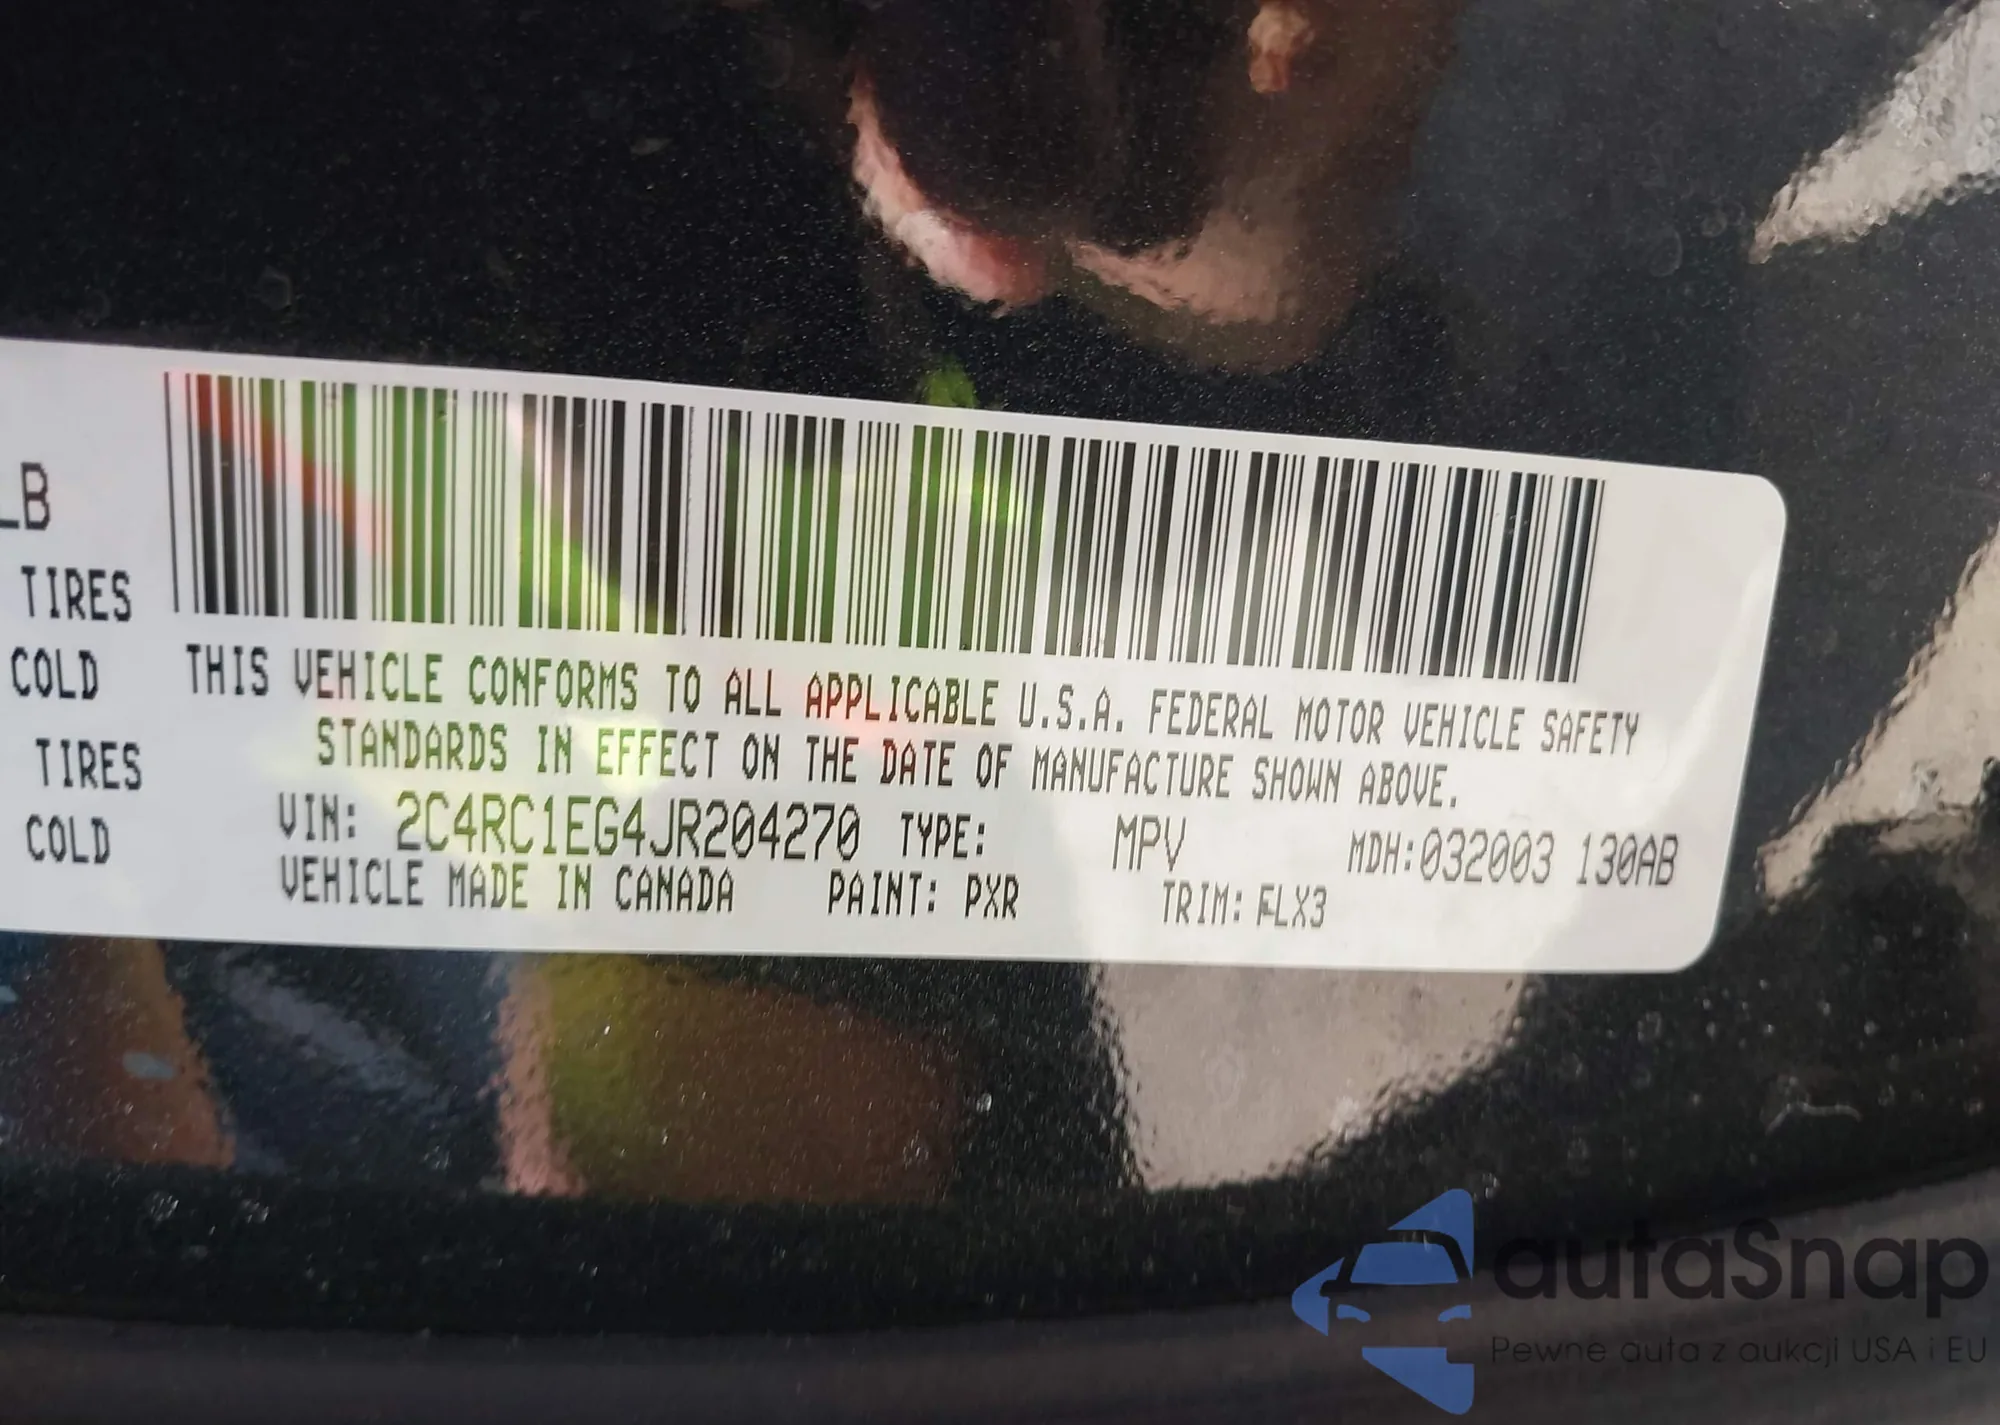 LB
TIRES
COLD
TIRES
COLD
THIS VEHICLE CONFORMS TO ALL APPLICABLE U.S.A. FEDERAL MOTOR VEHICLE SAFETY
STANDARDS IN EFFECT ON THE DATE OF MANUFACTURE SHOWN ABOVE.
VIN: 2C4RC1EG4JR204270 TYPE: MPV MDH:032003 130AB
VEHICLE MADE IN CANADA PAINT: PXR TRIM: FLX3
autaSnap
Pewne auta z aukcji USA i EU